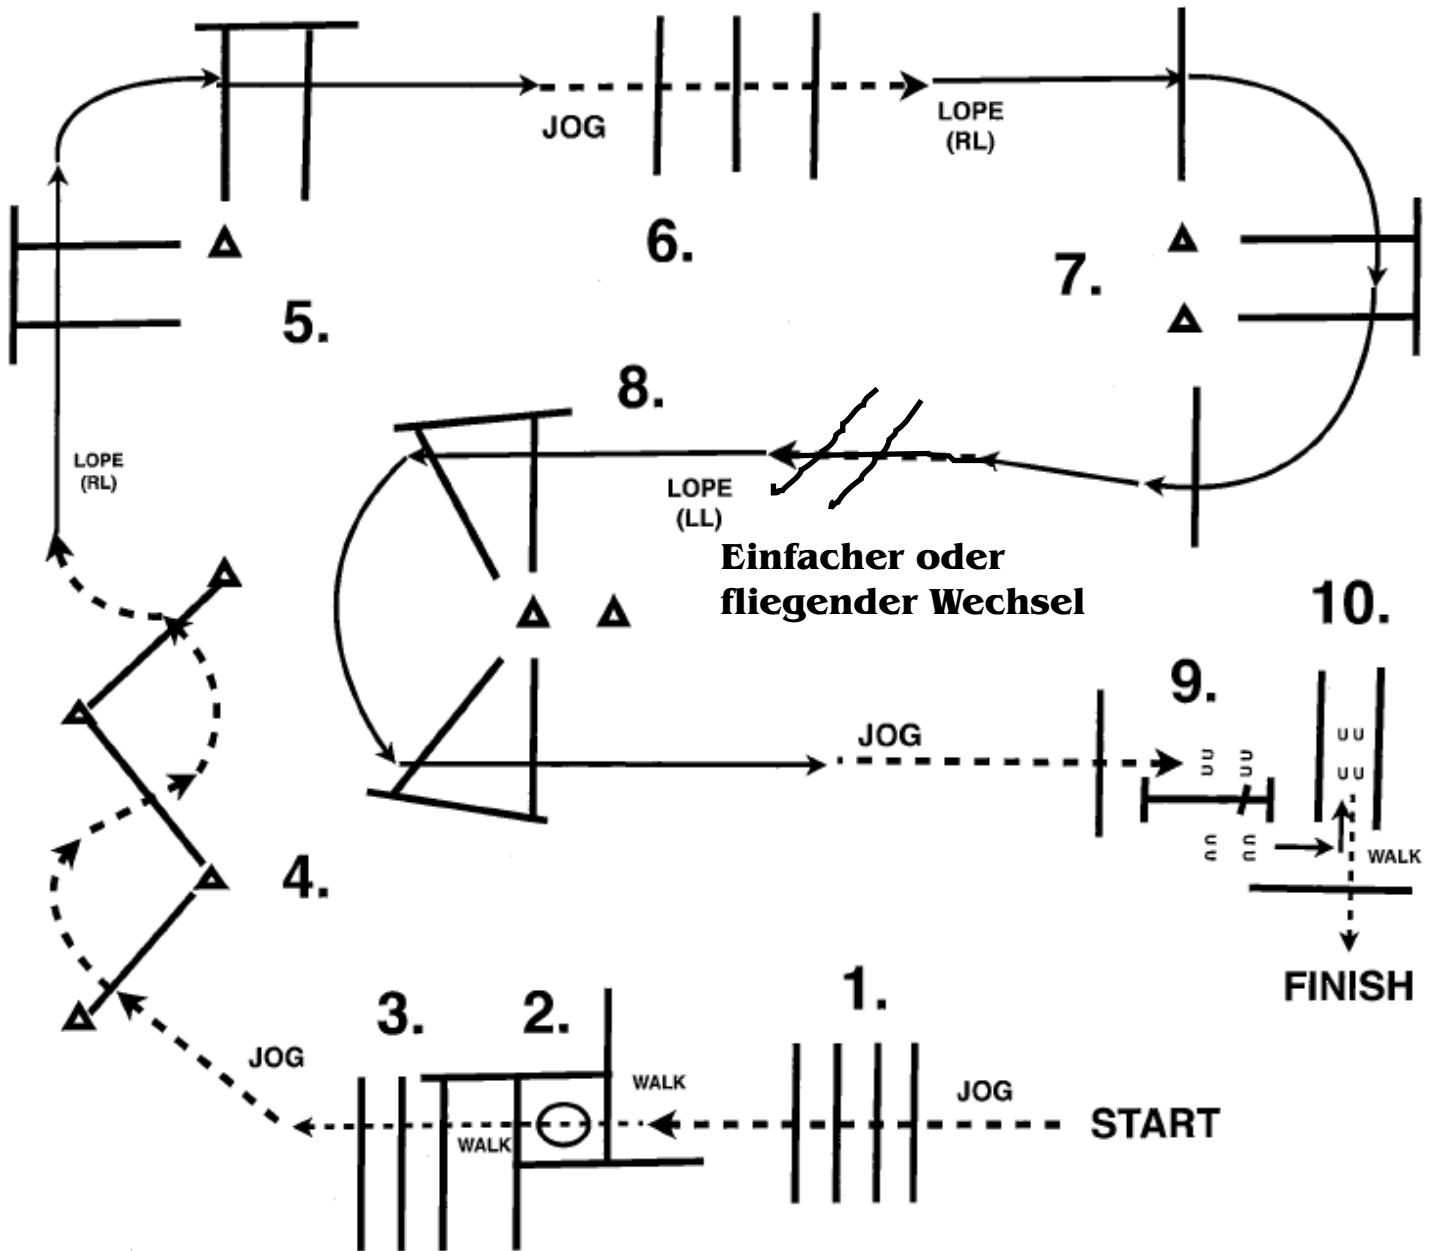 JOG
LOPE
(RL)
6.
7.
5.
8.
LOPE
(RL)
LOPE
(LL)
Einfacher oder
fliegender Wechsel
10.
9.
JOG
WALK
4.
FINISH
3.
2.
1.
JOG
WALK
JOG
WALK
START